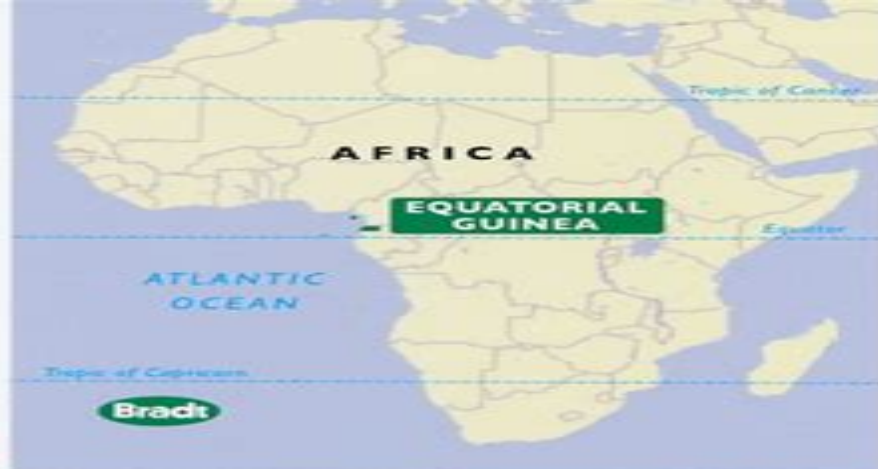 Tropic of Cancer
AFRICA
EQUATORIAL
GUINEA
Equator
ATLANTIC
OCEAN
Tropic of Capricorn
Bradt